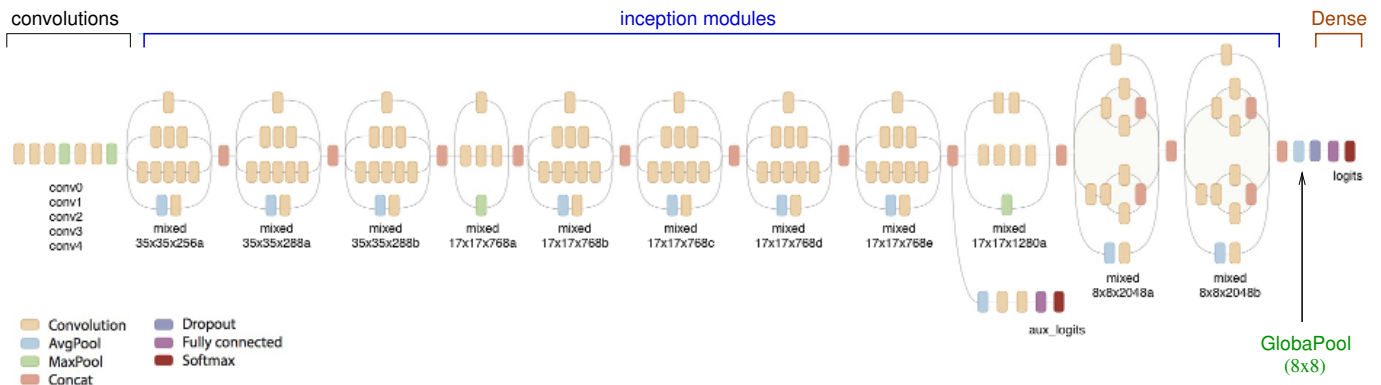 convolutions
inception modules
Dense
conv0
conv1
conv2
conv3
conv4
mixed
35x35x256a
mixed
35x35x288a
mixed
35x35x288b
mixed
17x17x768a
mixed
17x17x768b
mixed
17x17x768c
mixed
17x17x768d
mixed
17x17x768e
mixed
17x17x1280a
mixed
8x8x2048a
mixed
8x8x2048b
logits
aux_logits
GlobaPool
(8x8)
Convolution
AvgPool
MaxPool
Concat
Dropout
Fully connected
Softmax